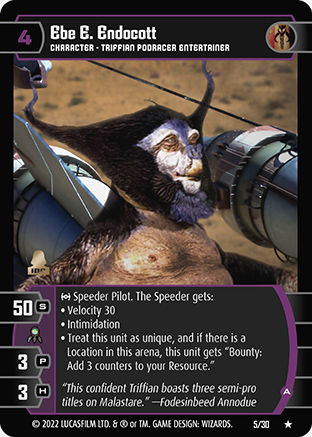 4 Ebe E. Endocott
CHARACTER - TRIFFIAN PODRACER ENTERTAINER
IDC
50 S
3 P
3 H
Speeder Pilot. The Speeder gets:
• Velocity 30
• Intimidation
• Treat this unit as unique, and if there is a
Location in this arena, this unit gets “Bounty:
Add 3 counters to your Resource.”
“This confident Triffian boasts three semi-pro
titles on Malastare.” —Fodesinbeed Annodue
A
© 2022 LUCASFILM LTD. & ® or TM. GAME DESIGN: WIZARDS. 5/30 ★